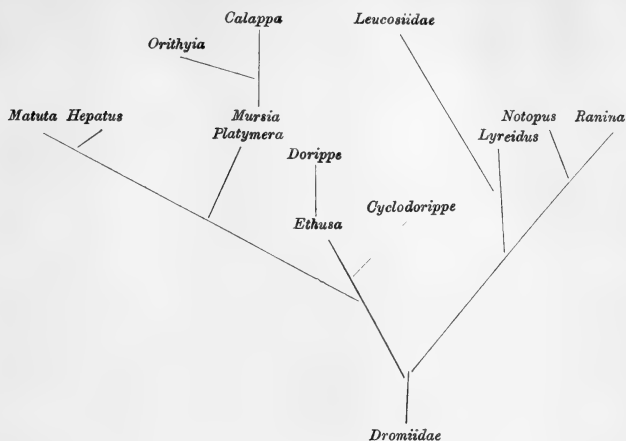 Calappa
Leucosiidae
Orithyia
Matuta Hepatus
Mursia
Platymera
Notopus
Ranina
Lyreidus
Dorippe
Cyclodorippe
Ethusa
Dromiidae